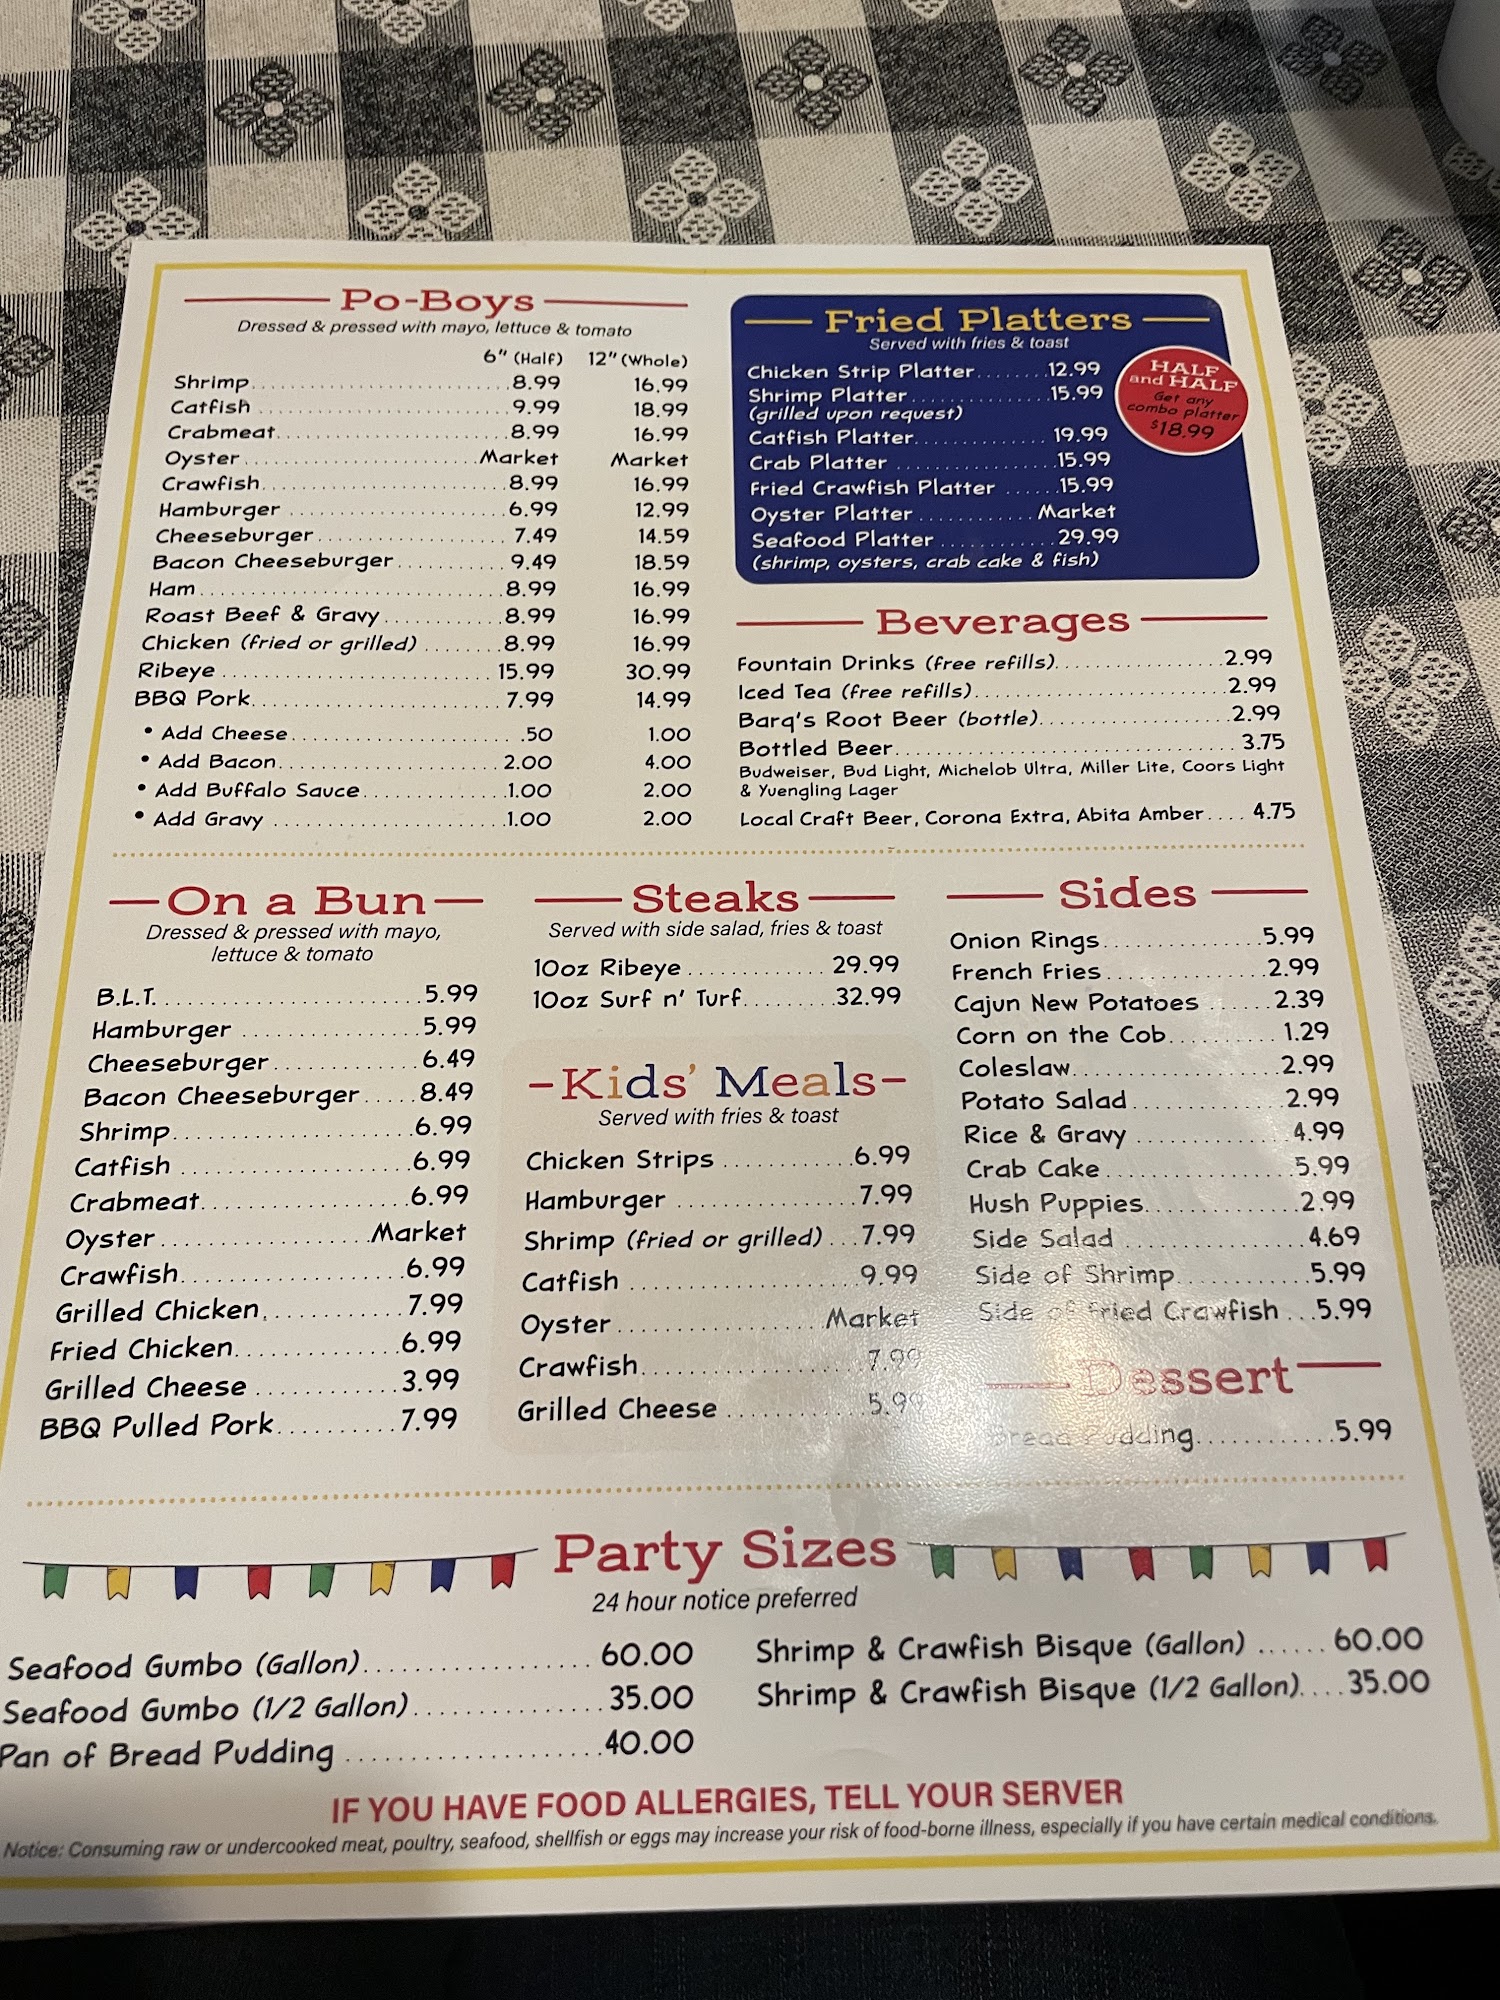 Po-Boys
Dressed & pressed with mayo, lettuce & tomato
6" (Half) 12" (Whole)
Shrimp 8.99 16.99
Catfish 9.99 18.99
Crabmeat 8.99 16.99
Oyster Market Market
Crawfish 8.99 16.99
Hamburger 6.99 12.99
Cheeseburger 7.49 14.59
Bacon Cheeseburger 9.49 18.59
Ham 8.99 16.99
Roast Beef & Gravy 8.99 16.99
Chicken (fried or grilled) 8.99 16.99
Ribeye 15.99 30.99
BBQ Pork 7.99 14.99
• Add Cheese .50 1.00
• Add Bacon 2.00 4.00
• Add Buffalo Sauce 1.00 2.00
• Add Gravy 1.00 2.00
Fried Platters
Served with fries & toast
Chicken Strip Platter 12.99
Shrimp Platter 15.99
(grilled upon request)
Catfish Platter 19.99
Crab Platter 15.99
Fried Crawfish Platter 15.99
Oyster Platter Market
Seafood Platter 29.99
(shrimp, oysters, crab cake & fish)
HALF
and HALF
Get any
combo platter
$18.99
Beverages
Fountain Drinks (free refills) 2.99
Iced Tea (free refills) 2.99
Barq's Root Beer (bottle) 2.99
Bottled Beer 3.75
Budweiser, Bud Light, Michelob Ultra, Miller Lite, Coors Light
& Yuengling Lager
Local Craft Beer, Corona Extra, Abita Amber 4.75
On a Bun
Dressed & pressed with mayo,
lettuce & tomato
B.L.T. 5.99
Hamburger 5.99
Cheeseburger 6.49
Bacon Cheeseburger 8.49
Shrimp 6.99
Catfish 6.99
Crabmeat 6.99
Oyster Market
Crawfish 6.99
Grilled Chicken 7.99
Fried Chicken 6.99
Grilled Cheese 3.99
BBQ Pulled Pork 7.99
Steaks
Served with side salad, fries & toast
10oz Ribeye 29.99
10oz Surf n' Turf 32.99
Kids' Meals
Served with fries & toast
Chicken Strips 6.99
Hamburger 7.99
Shrimp (fried or grilled) 7.99
Catfish 9.99
Oyster Market
Crawfish 7.99
Grilled Cheese 5.99
Sides
Onion Rings 5.99
French Fries 2.99
Cajun New Potatoes 2.39
Corn on the Cob 1.29
Coleslaw 2.99
Potato Salad 2.99
Rice & Gravy 4.99
Crab Cake 5.99
Hush Puppies 2.99
Side Salad 4.69
Side of Shrimp 5.99
Side of Fried Crawfish 5.99
Dessert
Bread Pudding 5.99
Party Sizes
24 hour notice preferred
Seafood Gumbo (Gallon) 60.00
Seafood Gumbo (1/2 Gallon) 35.00
Pan of Bread Pudding 40.00
Shrimp & Crawfish Bisque (Gallon) 60.00
Shrimp & Crawfish Bisque (1/2 Gallon) 35.00
IF YOU HAVE FOOD ALLERGIES, TELL YOUR SERVER
Notice: Consuming raw or undercooked meat, poultry, seafood, shellfish or eggs may increase your risk of food-borne illness, especially if you have certain medical conditions.